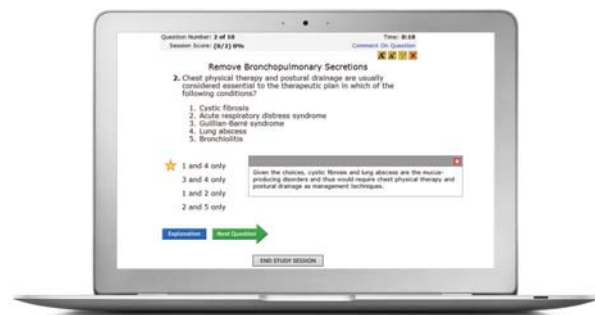 Question Number: 2 of 10
Time: 0:18
Session Score: (0/2) 0%
Comment On Question
Remove Bronchopulmonary Secretions
2. Chest physical therapy and postural drainage are usually
considered essential to the therapeutic plan in which of the
following conditions?
1. Cystic fibrosis
2. Acute respiratory distress syndrome
3. Guillian-Barré syndrome
4. Lung abscess
5. Bronchiolitis
1 and 4 only
3 and 4 only
1 and 2 only
2 and 5 only
Given the choices, cystic fibrosis and lung abscess are the mucus-
producing disorders and thus would require chest physical therapy and
postural drainage as management techniques.
Explanation
Next Question
END STUDY SESSION